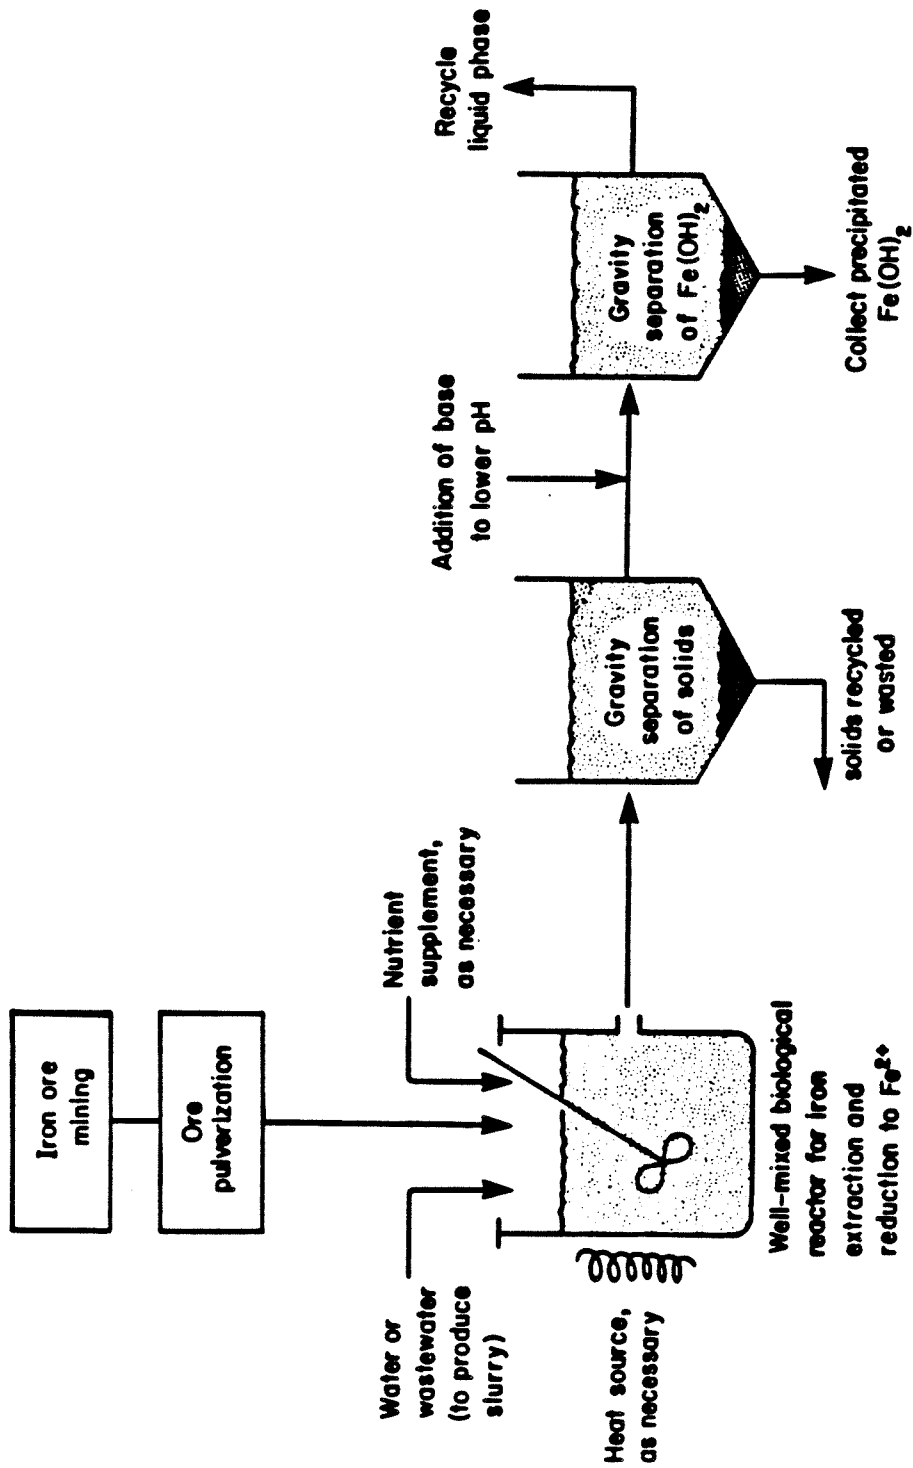 Iron ore
mining
Ore
pulverization
Water or
wastewater
(to produce
slurry)
Nutrient
supplement,
as necessary
Heat source,
as necessary
Well-mixed biological
reactor for iron
extraction and
reduction to Fe²⁺
Gravity
separation
of solids
solids recycled
or wasted
Addition of base
to lower pH
Gravity
separation
of Fe(OH)₂
Recycle
liquid phase
Collect precipitated
Fe(OH)₂